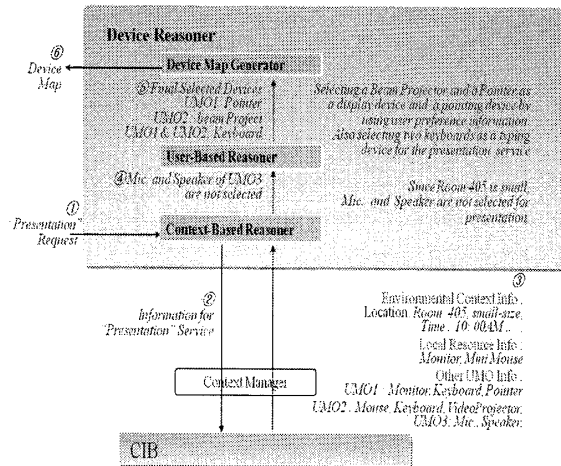 Device Reasoner
⑥
Device
Map
Device Map Generator
⑤Final Selected Devices
UMO1 : Pointer
UMO2 : Beam Project
UMO1 & UMO2: Keyboard
Selecting a Beam Projector and a Pointer as
a display device and a pointing device by
using user preference information.
Also selecting two keyboards as a typing
device for the presentation service
User-Based Reasoner
④Mic. and Speaker of UMO3
are not selected
Since Room 405 is small,
Mic. and Speaker are not selected for
presentation.
①
"Presentation"
Request
Context-Based Reasoner
②
Information for
"Presentation" Service
③
Environmental Context Info :
Location: Room 405, small-size,
Time : 10: 00AM . .
Local Resource Info :
Monitor, Mini Mouse
Other UMO Info :
UMO1 : Monitor, Keyboard, Pointer
UMO2 : Mouse, Keyboard, VideoProjector,
UMO3: Mic., Speaker,
Context Manager
CIB